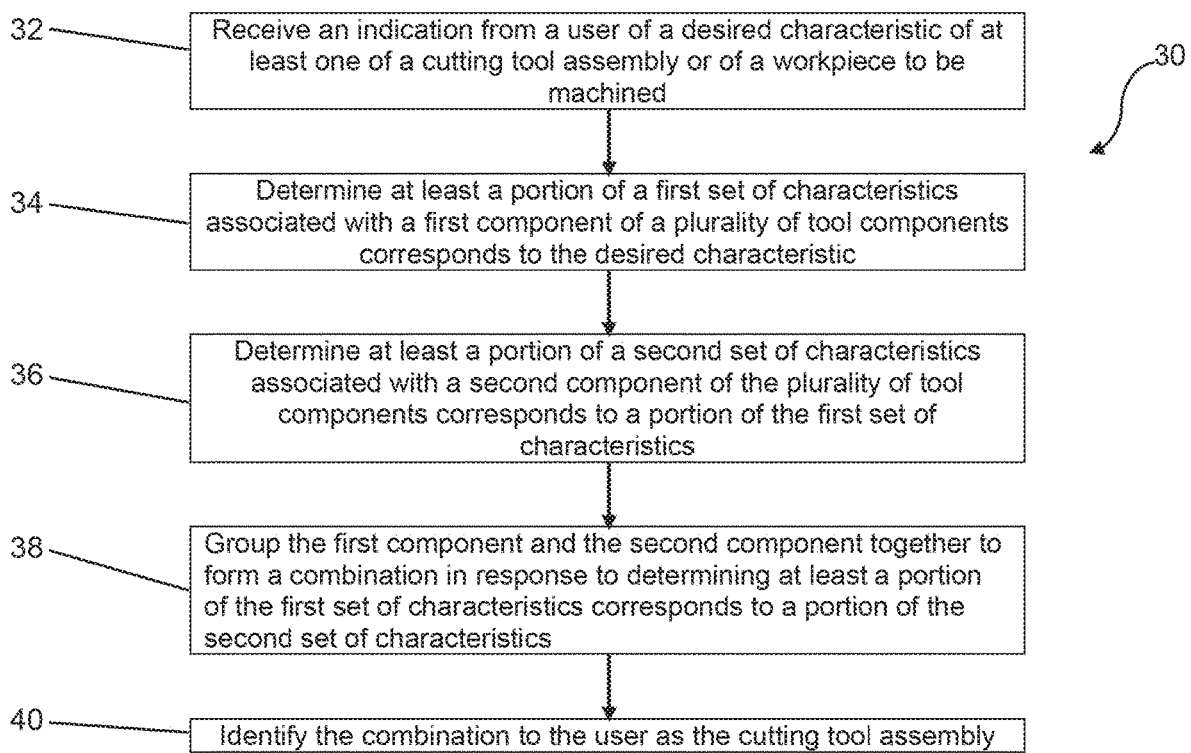 32
Receive an indication from a user of a desired characteristic of at
least one of a cutting tool assembly or of a workpiece to be
machined
30
34
Determine at least a portion of a first set of characteristics
associated with a first component of a plurality of tool components
corresponds to the desired characteristic
36
Determine at least a portion of a second set of characteristics
associated with a second component of the plurality of tool
components corresponds to a portion of the first set of
characteristics
38
Group the first component and the second component together to
form a combination in response to determining at least a portion
of the first set of characteristics corresponds to a portion of the
second set of characteristics
40
Identify the combination to the user as the cutting tool assembly